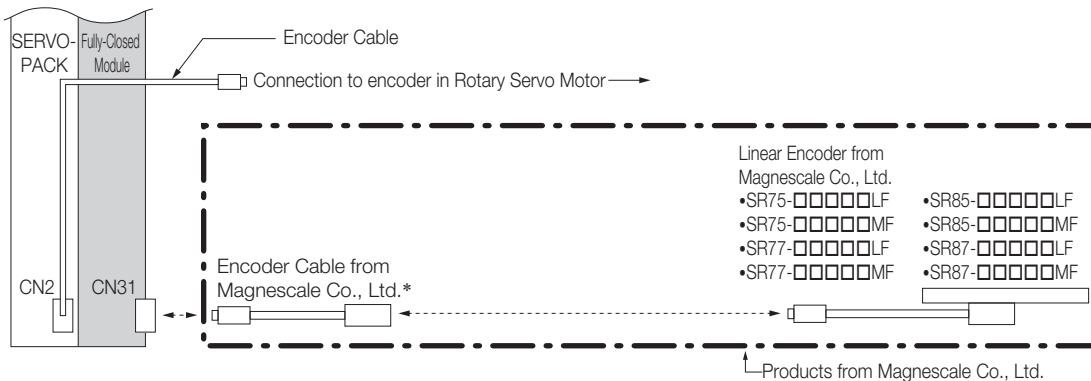 SERVO-
PACK
Fully-Closed
Module
Encoder Cable
Connection to encoder in Rotary Servo Motor
Linear Encoder from
Magnescale Co., Ltd.
•SR75-□□□□□LF
•SR75-□□□□□MF
•SR77-□□□□□LF
•SR77-□□□□□MF
•SR85-□□□□□LF
•SR85-□□□□□MF
•SR87-□□□□□LF
•SR87-□□□□□MF
CN2
CN31
Encoder Cable from
Magnescale Co., Ltd.*
Products from Magnescale Co., Ltd.